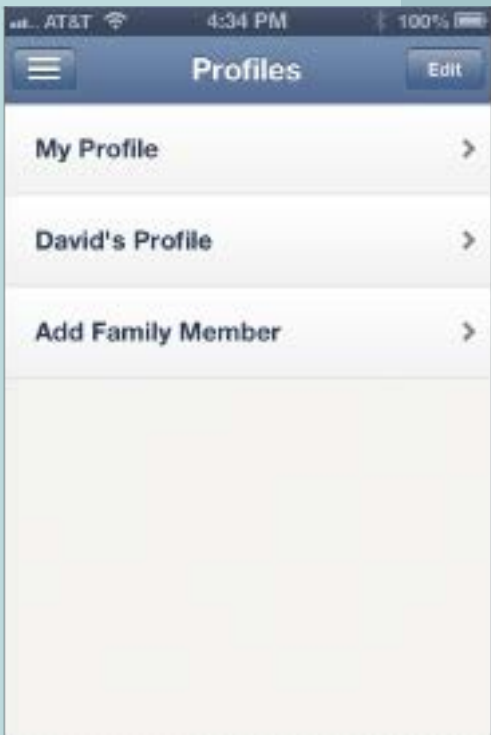 AT&T 4:34 PM 100%
Profiles Edit
My Profile
David's Profile
Add Family Member